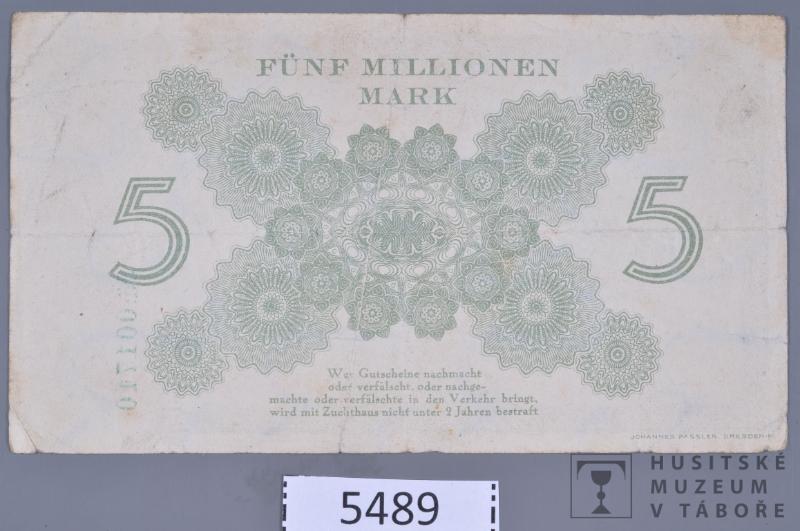 FÜNF MILLIONEN
MARK
5 5
Wer Gutscheine nachmacht
oder verfälscht, oder nachge-
machte oder verfälschte in den Verkehr bringt,
wird mit Zuchthaus nicht unter 2 Jahren bestraft
JOHANNES PÄSSLER, DRESDEN-N.
5489
HUSITSKÉ
MUZEUM
V TÁBOŘE